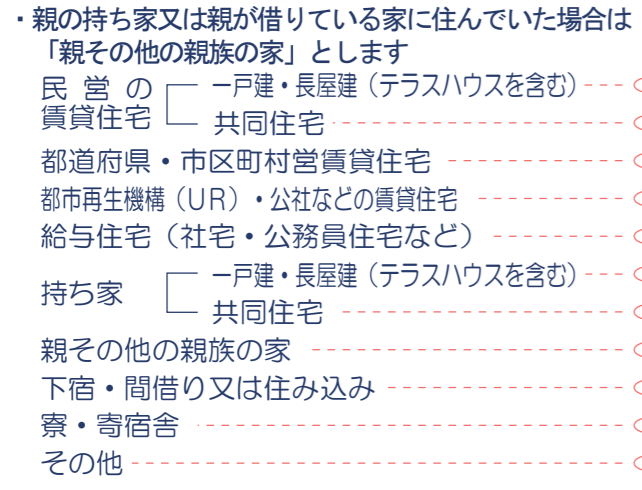 ・親の持ち家又は親が借りている家に住んでいた場合は
「親その他の親族の家」とします
民営の賃貸住宅
一戸建・長屋建（テラスハウスを含む）
共同住宅
都道府県・市区町村営賃貸住宅
都市再生機構（UR）・公社などの賃貸住宅
給与住宅（社宅・公務員住宅など）
持ち家
一戸建・長屋建（テラスハウスを含む）
共同住宅
親その他の親族の家
下宿・間借り又は住み込み
寮・寄宿舎
その他